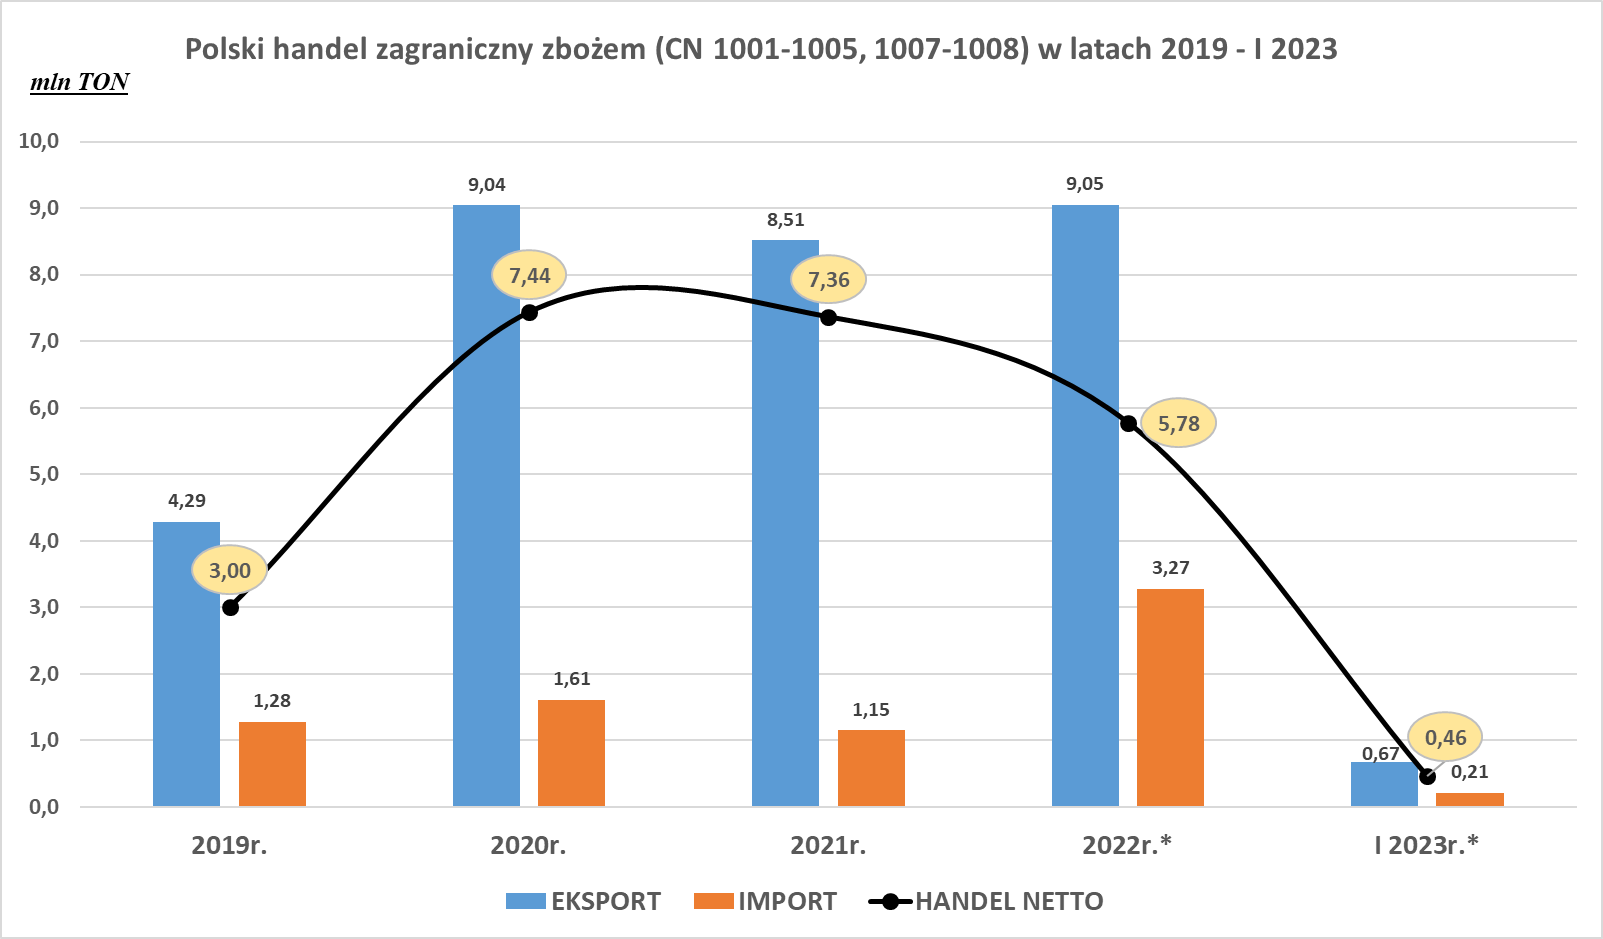 Polski handel zagraniczny zbożem (CN 1001-1005, 1007-1008) w latach 2019 - I 2023
mln TON
10,0
9,0
8,0
7,0
6,0
5,0
4,0
3,0
2,0
1,0
0,0
4,29
3,00
1,28
9,04
7,44
1,61
8,51
7,36
1,15
9,05
5,78
3,27
0,67
0,46
0,21
2019r.
2020r.
2021r.
2022r.*
I 2023r.*
EKSPORT
IMPORT
HANDEL NETTO